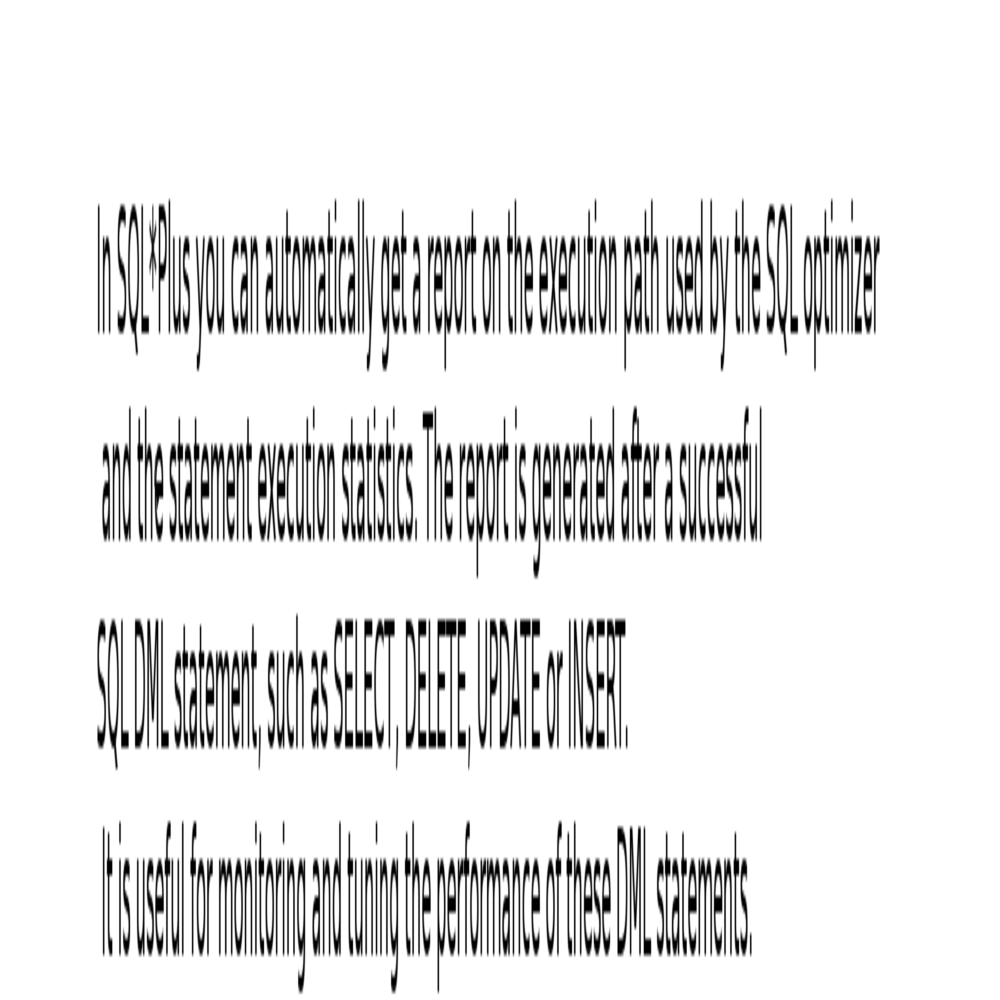 In SQL*Plus you can automatically get a report on the execution path used by the SQL optimizer
and the statement execution statistics. The report is generated after a successful
SQL DML statement, such as SELECT, DELETE, UPDATE or INSERT.
It is useful for monitoring and tuning the performance of these DML statements.